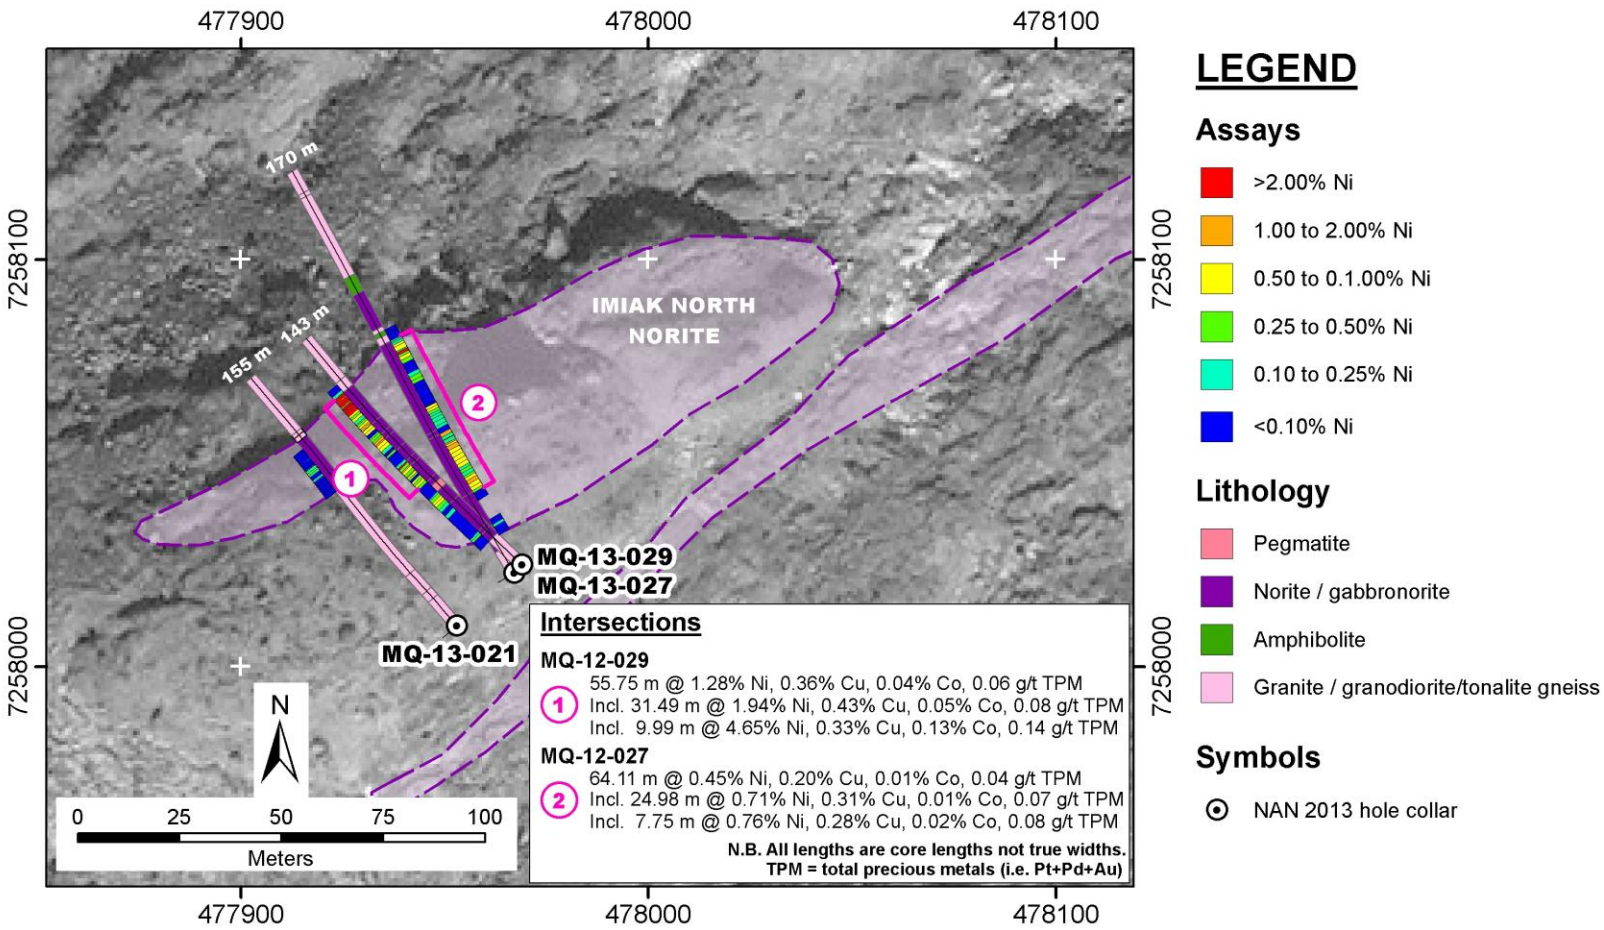 477900
478000
478100
7258100
7258100
7258000
7258000
170 m
143 m
155 m
IMIAK NORTH
NORITE
2
1
MQ-13-029
MQ-13-027
MQ-13-021
N
0 25 50 75 100
Meters
Intersections
MQ-12-029
1
55.75 m @ 1.28% Ni, 0.36% Cu, 0.04% Co, 0.06 g/t TPM
Incl. 31.49 m @ 1.94% Ni, 0.43% Cu, 0.05% Co, 0.08 g/t TPM
Incl. 9.99 m @ 4.65% Ni, 0.33% Cu, 0.13% Co, 0.14 g/t TPM
MQ-12-027
2
64.11 m @ 0.45% Ni, 0.20% Cu, 0.01% Co, 0.04 g/t TPM
Incl. 24.98 m @ 0.71% Ni, 0.31% Cu, 0.01% Co, 0.07 g/t TPM
Incl. 7.75 m @ 0.76% Ni, 0.28% Cu, 0.02% Co, 0.08 g/t TPM
N.B. All lengths are core lengths not true widths.
TPM = total precious metals (i.e. Pt+Pd+Au)
477900
478000
478100
LEGEND
Assays
>2.00% Ni
1.00 to 2.00% Ni
0.50 to 0.1.00% Ni
0.25 to 0.50% Ni
0.10 to 0.25% Ni
<0.10% Ni
Lithology
Pegmatite
Norite / gabbronorite
Amphibolite
Granite / granodiorite/tonalite gneiss
Symbols
NAN 2013 hole collar